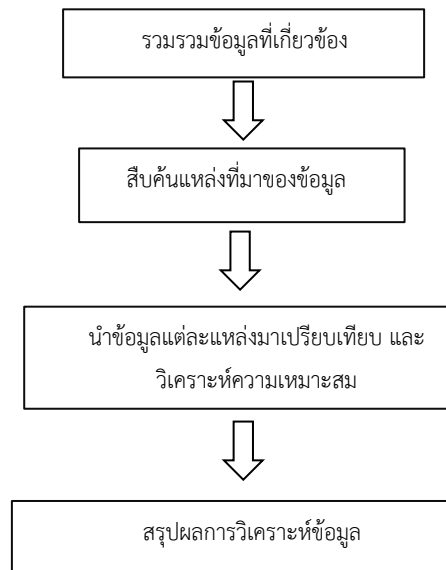 รวมรวมข้อมูลที่เกี่ยวข้อง
สืบค้นแหล่งที่มาของข้อมูล
นำข้อมูลแต่ละแหล่งมาเปรียบเทียบ และ
วิเคราะห์ความเหมาะสม
สรุปผลการวิเคราะห์ข้อมูล